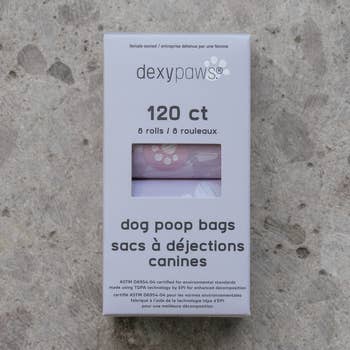 female owned / entreprise détenue par une femme
dexypaws®
120 ct
8 rolls / 8 rouleaux
dog poop bags
sacs à déjections
canines
ASTM D6954-04 certified for environmental standards
made using TDPA technology by EPI for enhanced decomposition
certifié ASTM D6954-04 pour les normes environnementales
fabriqué à l'aide de la technologie tdpa d'EPI
pour une meilleure décomposition.